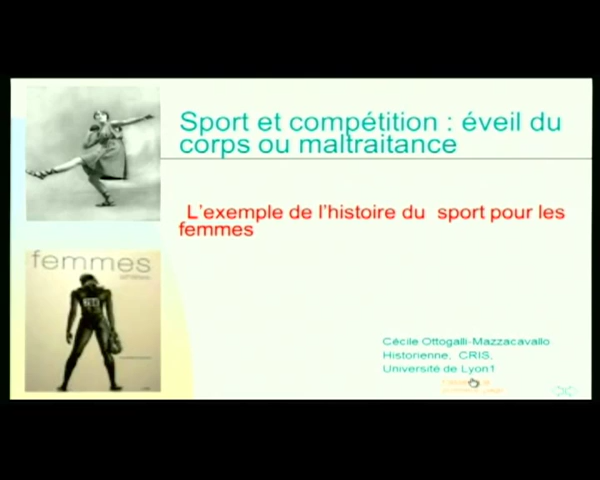 Sport et compétition : éveil du
corps ou maltraitance
L'exemple de l'histoire du sport pour les
femmes
femmes
Cécile Ottogalli-Mazzacavallo
Historienne, CRIS,
Université de Lyon1